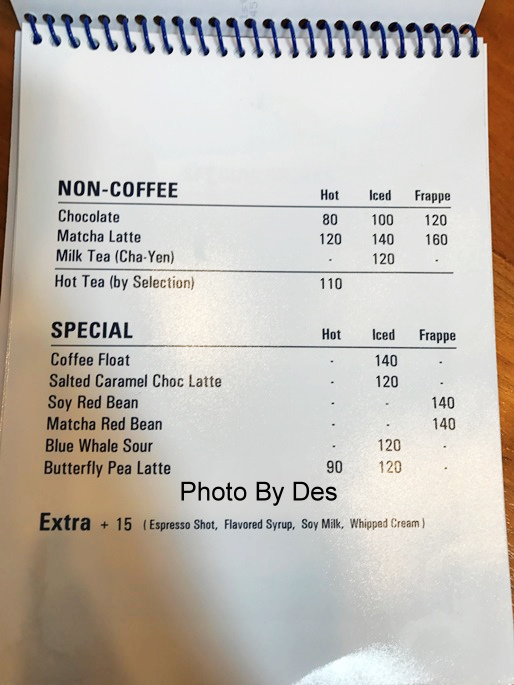 NON-COFFEE Hot Iced Frappe
Chocolate 80 100 120
Matcha Latte 120 140 160
Milk Tea (Cha-Yen) - 120 -
Hot Tea (by Selection) 110
SPECIAL Hot Iced Frappe
Coffee Float - 140 -
Salted Caramel Choc Latte - 120 -
Soy Red Bean - - 140
Matcha Red Bean - - 140
Blue Whale Sour - 120 -
Butterfly Pea Latte 90 120 -
Photo By Des
Extra + 15 (Espresso Shot, Flavored Syrup, Soy Milk, Whipped Cream)